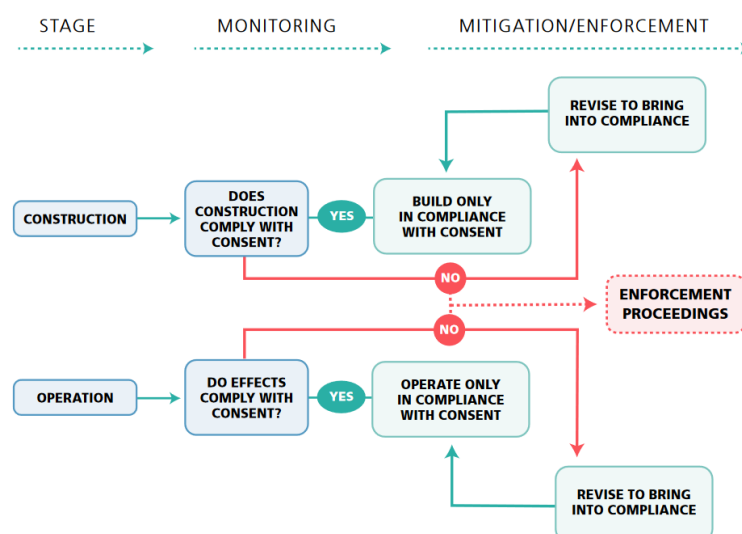 STAGE
MONITORING
MITIGATION/ENFORCEMENT
REVISE TO BRING
INTO COMPLIANCE
CONSTRUCTION
DOES
CONSTRUCTION
COMPLY WITH
CONSENT?
YES
BUILD ONLY
IN COMPLIANCE
WITH CONSENT
NO
ENFORCEMENT
PROCEEDINGS
NO
OPERATION
DO EFFECTS
COMPLY WITH
CONSENT?
YES
OPERATE ONLY
IN COMPLIANCE
WITH CONSENT
REVISE TO BRING
INTO COMPLIANCE